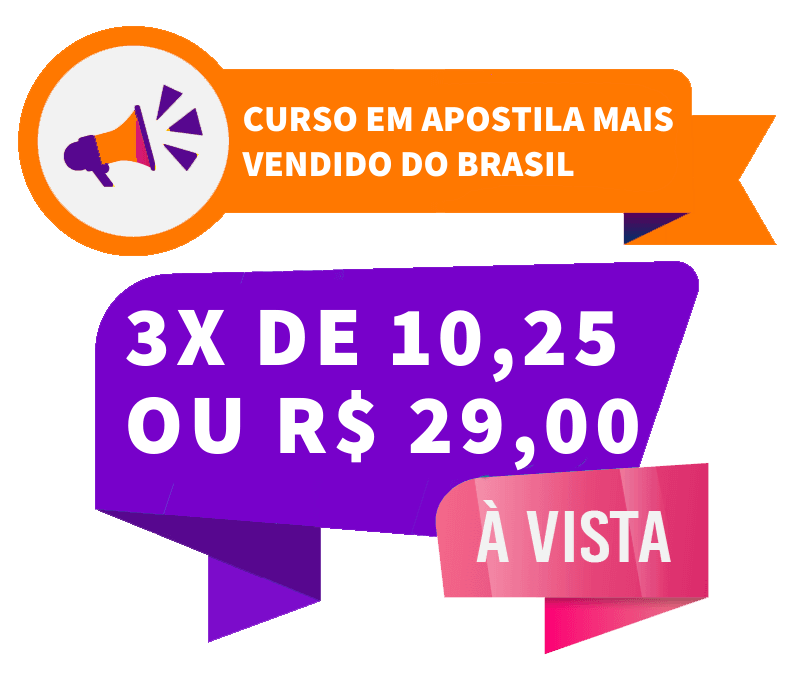 CURSO EM APOSTILA MAIS
VENDIDO DO BRASIL
3X DE 10,25
OU R$ 29,00
À VISTA